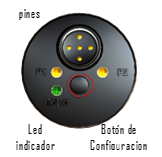 pines
P1
P2
Led
indicador
Botón de
Configuracion